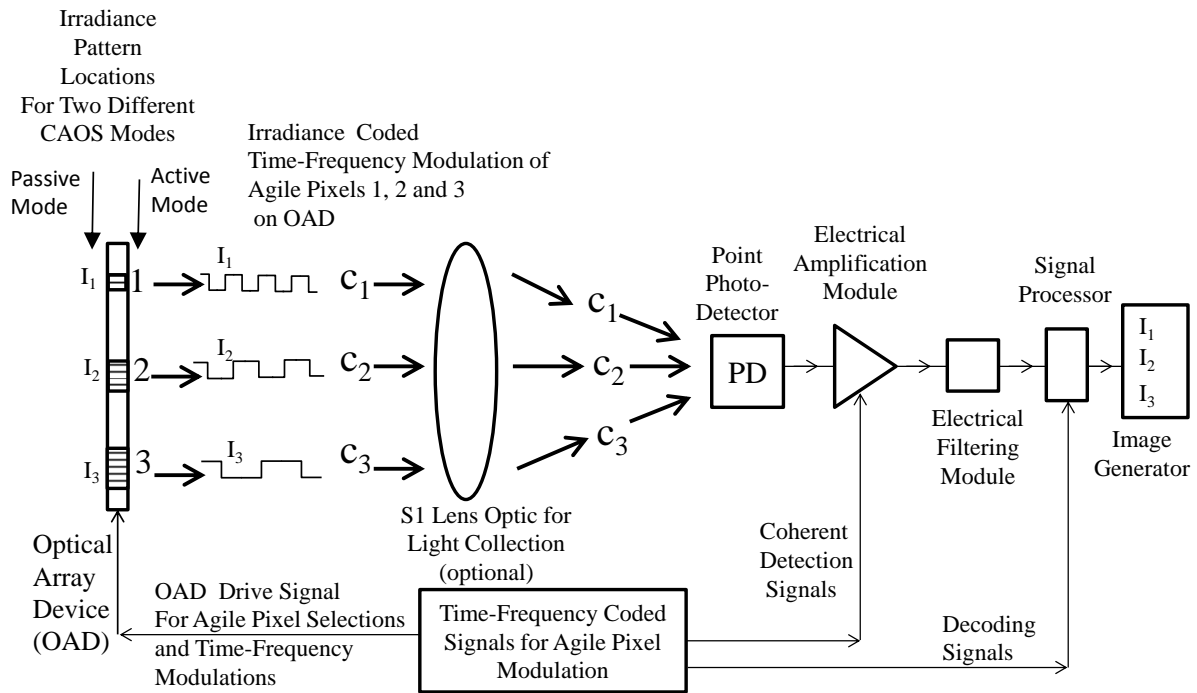 Irradiance
Pattern
Locations
For Two Different
CAOS Modes
Passive
Mode
Active
Mode
Irradiance Coded
Time-Frequency Modulation of
Agile Pixels 1, 2 and 3
on OAD
I1
1
I1
c1
c1
I2
2
I2
c2
c2
I3
3
I3
c3
c3
Point
Photo-
Detector
PD
Electrical
Amplification
Module
Electrical
Filtering
Module
Signal
Processor
I1
I2
I3
Image
Generator
S1 Lens Optic for
Light Collection
(optional)
Optical
Array
Device
(OAD)
OAD Drive Signal
For Agile Pixel Selections
and Time-Frequency
Modulations
Time-Frequency Coded
Signals for Agile Pixel
Modulation
Coherent
Detection
Signals
Decoding
Signals